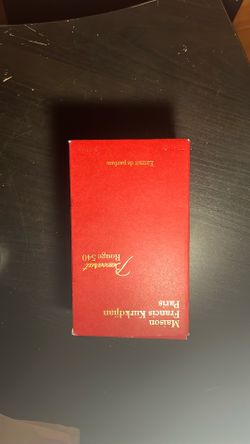 Maison
Francis Kurkdjian
Paris
Baccarat
Rouge 540
Extrait de parfum